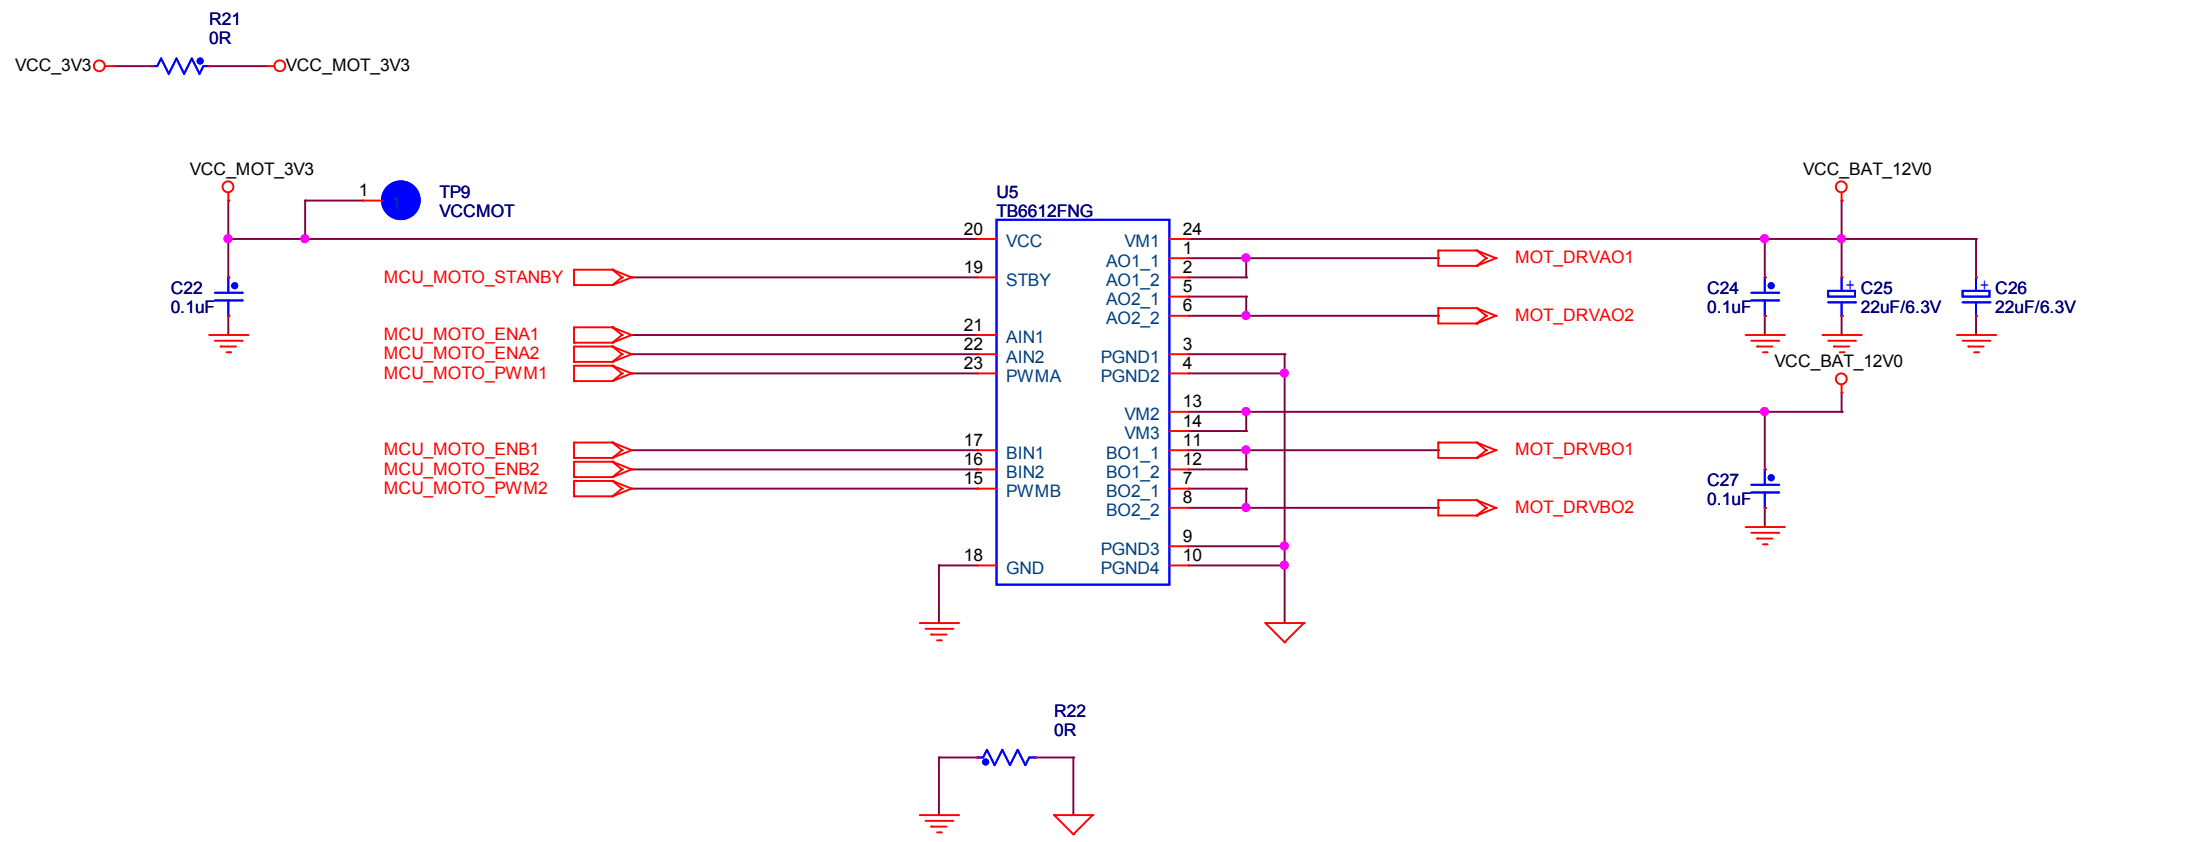 R21
0R
VCC_3V3
VCC_MOT_3V3
VCC_MOT_3V3
1
1
TP9
VCCMOT
C22
0.1uF
MCU_MOTO_STANBY
MCU_MOTO_ENA1
MCU_MOTO_ENA2
MCU_MOTO_PWM1
MCU_MOTO_ENB1
MCU_MOTO_ENB2
MCU_MOTO_PWM2
U5
TB6612FNG
20 VCC
19 STBY
21 AIN1
22 AIN2
23 PWMA
17 BIN1
16 BIN2
15 PWMB
18 GND
VM1 24
AO1_1 1
AO1_2 2
AO2_1 5
AO2_2 6
PGND1 3
PGND2 4
VM2 13
VM3 14
BO1_1 11
BO1_2 12
BO2_1 7
BO2_2 8
PGND3 9
PGND4 10
MOT_DRVAO1
MOT_DRVAO2
MOT_DRVBO1
MOT_DRVBO2
VCC_BAT_12V0
C24
0.1uF
+
C25
22uF/6.3V
+
C26
22uF/6.3V
VCC_BAT_12V0
C27
0.1uF
R22
0R